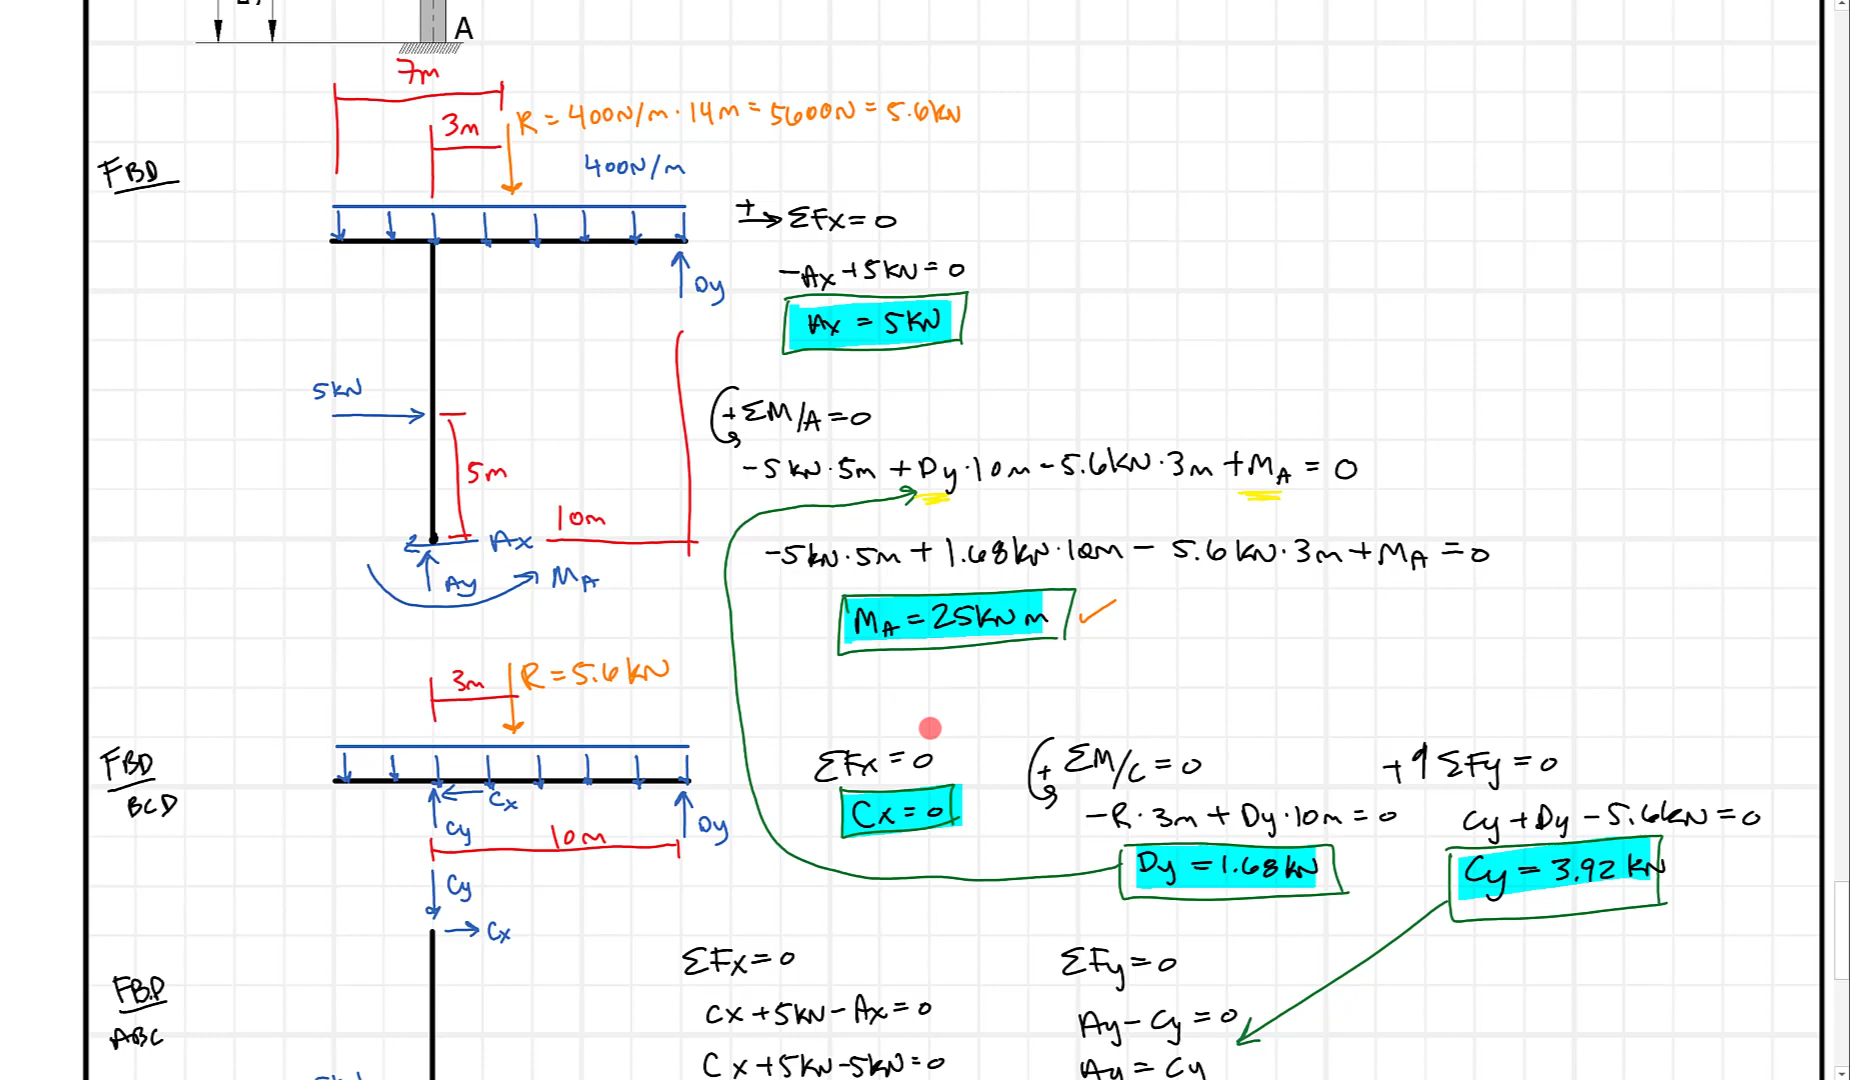 A
7m
R = 400N/m · 14m = 5600N = 5.6kN
3m
400N/m
FBD
+ ΣFx = 0
-Ax + 5kN = 0
Dy
Ax = 5kN
5kN
+ ΣM/A = 0
5m
-5kN·5m + Dy·10m - 5.6kN·3m + MA = 0
10m
Ax
-5kN·5m + 1.68kN·10m - 5.6kN·3m + MA = 0
Ay
MA
MA = 25kNm
3m
R = 5.6kN
FBD
BCD
ΣFx = 0
+ ΣM/C = 0
+ ΣFy = 0
Cx
-R·3m + Dy·10m = 0
Cy + Dy - 5.6kN = 0
Cx = 0
Cy
Dy
10m
Dy = 1.68kN
Cy = 3.92kN
Cy
Cx
ΣFx = 0
ΣFy = 0
FBD
ABC
Cx + 5kN - Ax = 0
Ay - Cy = 0
Cx + 5kN - 5kN = 0
Ay = Cy